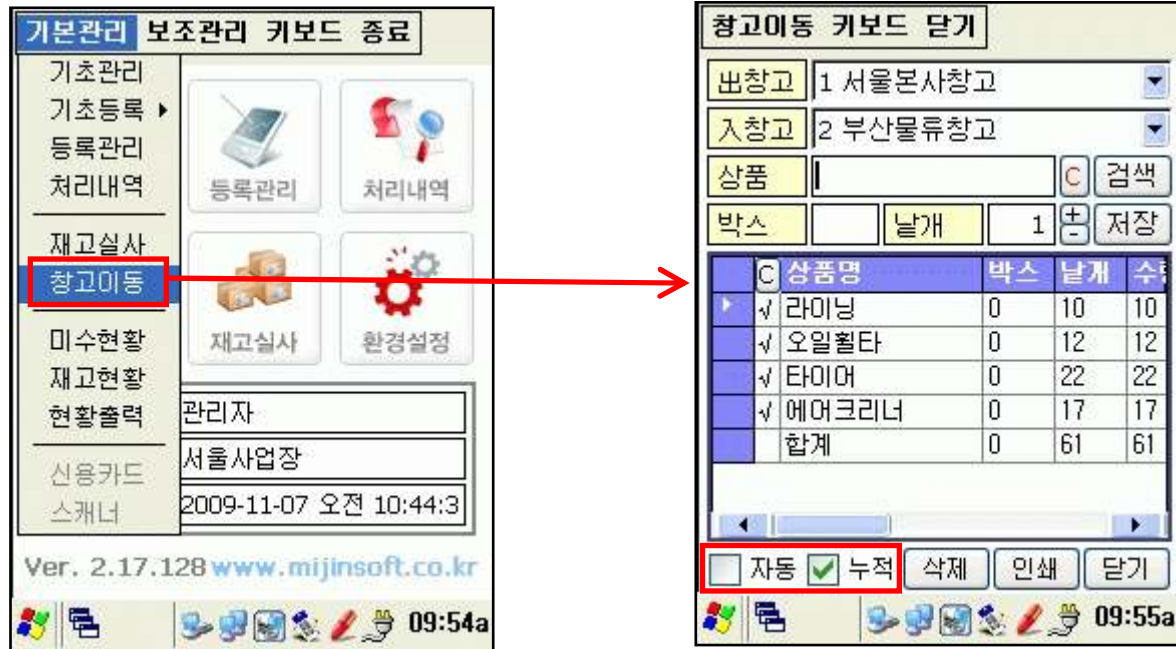 기본관리 보조관리 키보드 종료
기초관리
기초등록
등록관리
처리내역
재고실사
창고이동
미수현황
재고현황
현황출력
신용카드
스캐너
등록관리 처리내역
재고실사 환경설정
관리자
서울사업장
2009-11-07 오전 10:44:3
Ver. 2.17.128 www.mijinsoft.co.kr
09:54a
창고이동 키보드 닫기
出창고 1 서울본사창고
入창고 2 부산물류창고
상품 C 검색
박스 낱개 1 + - 저장
C 상품명 박스 낱개 수량
√ 라이닝 0 10 10
√ 오일휠타 0 12 12
√ 타이어 0 22 22
√ 에어크리너 0 17 17
합계 0 61 61
자동 누적 삭제 인쇄 닫기
09:55a